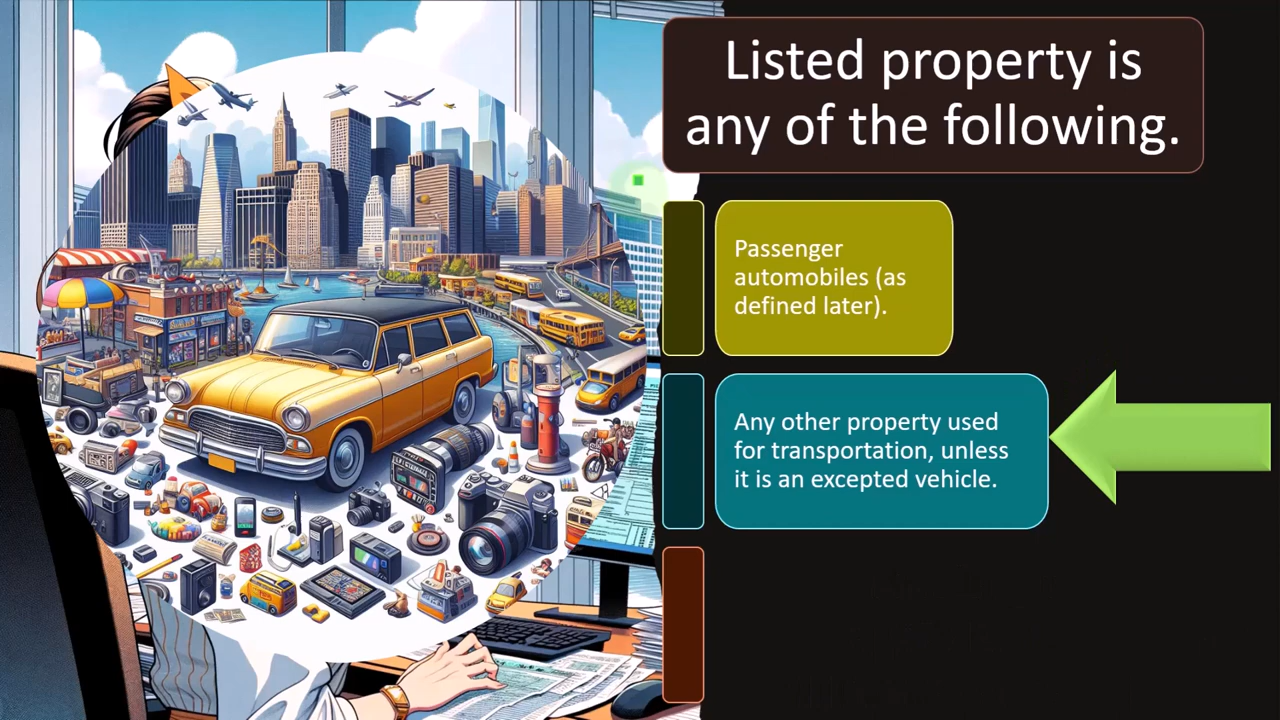 Listed property is
any of the following.
Passenger
automobiles (as
defined later).
Any other property used
for transportation, unless
it is an excepted vehicle.